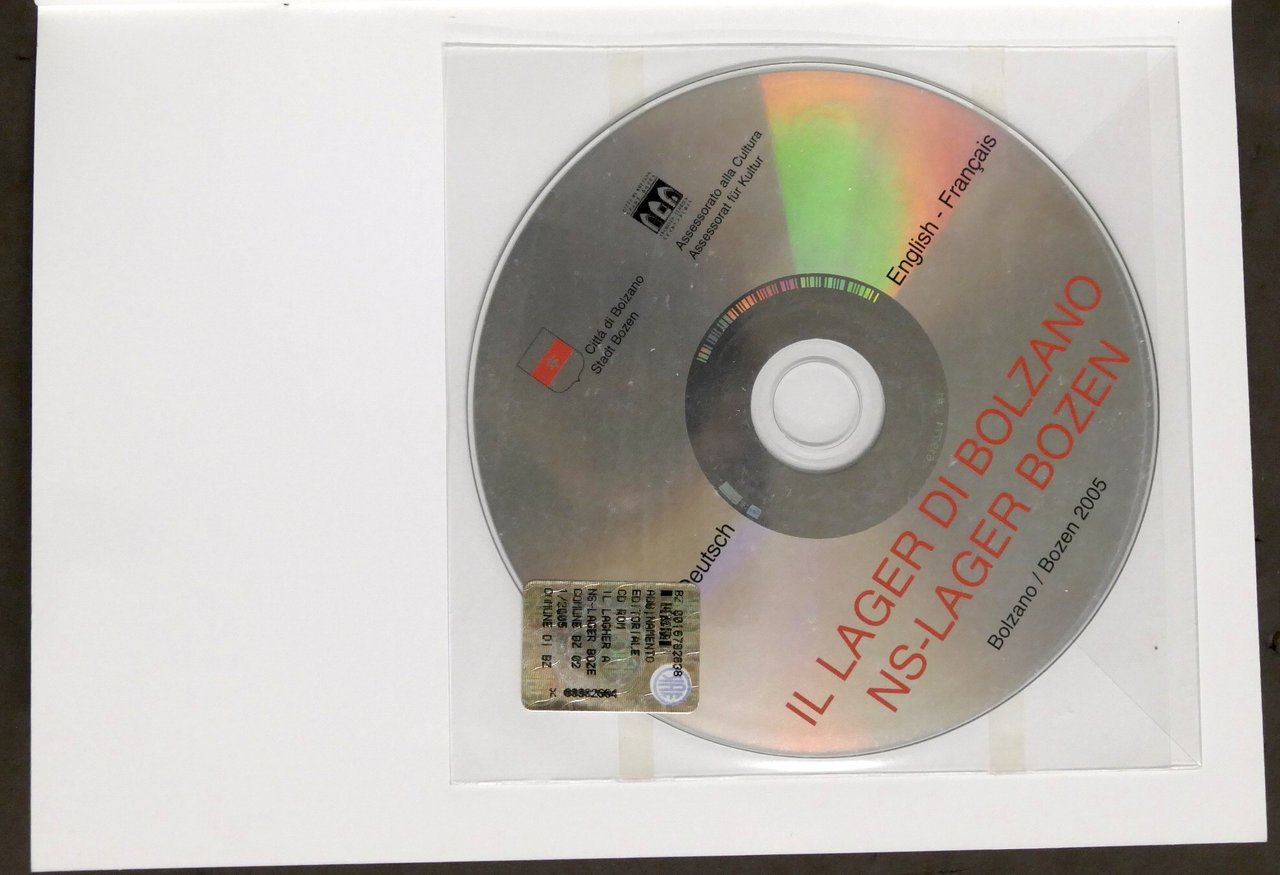 Città di Bolzano
Stadt Bozen
Assessorato alla Cultura
Assessorat für Kultur
Deutsch
English - Français
IL LAGER DI BOLZANO
NS-LAGER BOZEN
Bolzano / Bozen 2005
ABBINAMENTO
EDITORIALE
CD ROM
IL LAGHER A
NS-LAGER BOZE
COMUNE BZ 02
1/2005
COMUNE DI BZ